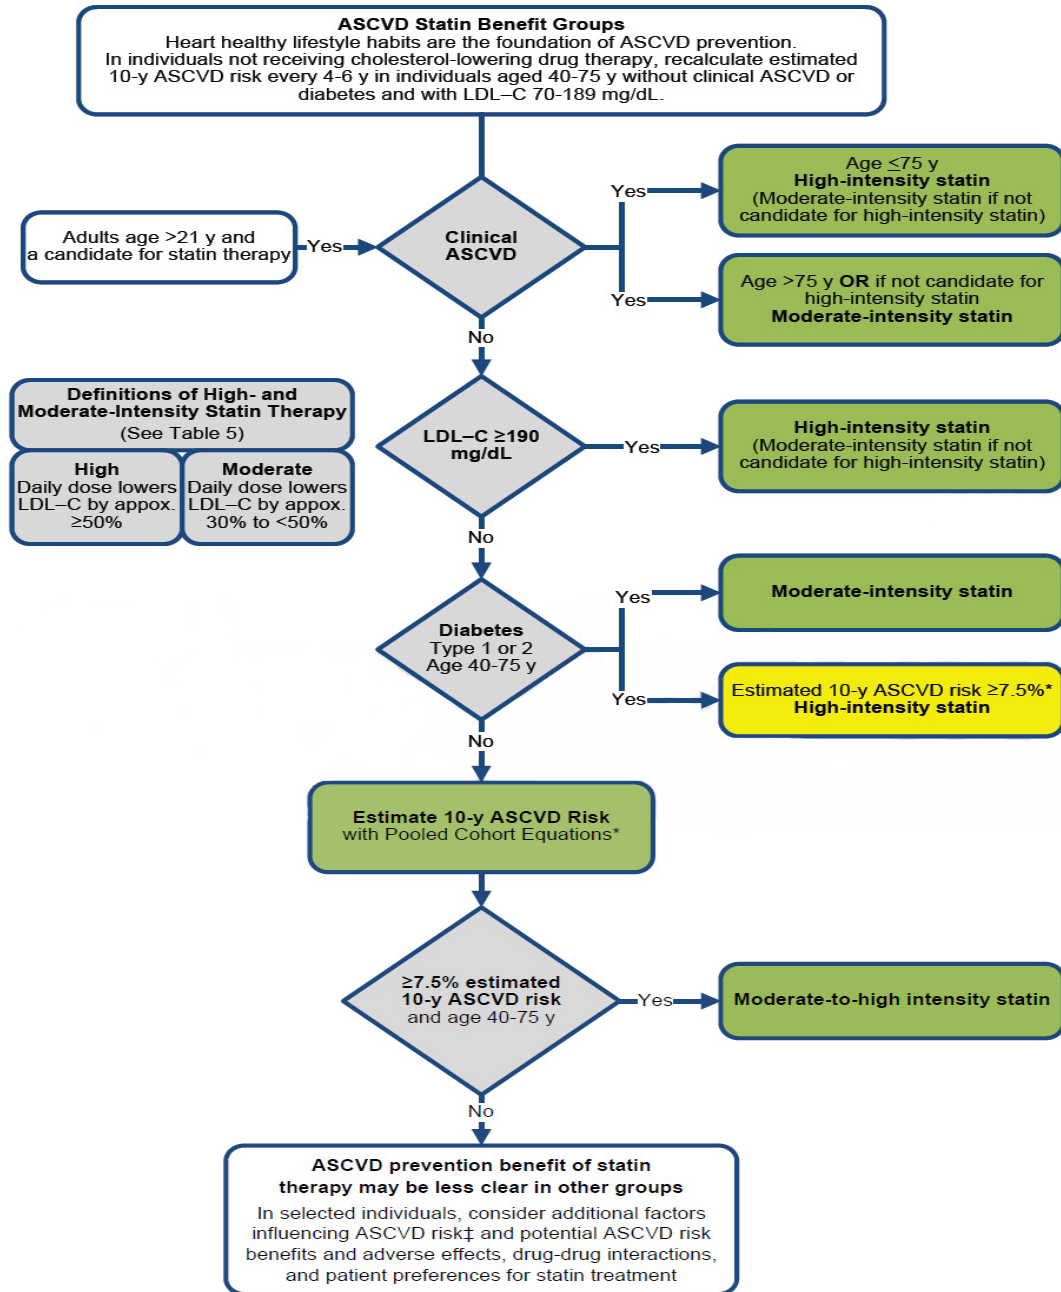 ASCVD Statin Benefit Groups
Heart healthy lifestyle habits are the foundation of ASCVD prevention.
In individuals not receiving cholesterol-lowering drug therapy, recalculate estimated
10-y ASCVD risk every 4-6 y in individuals aged 40-75 y without clinical ASCVD or
diabetes and with LDL–C 70-189 mg/dL.
Adults age >21 y and
a candidate for statin therapy
Yes
Clinical
ASCVD
Yes
Age ≤75 y
High-intensity statin
(Moderate-intensity statin if not
candidate for high-intensity statin)
Yes
Age >75 y OR if not candidate for
high-intensity statin
Moderate-intensity statin
No
Definitions of High- and
Moderate-Intensity Statin Therapy
(See Table 5)
High
Daily dose lowers
LDL–C by appox.
≥50%
Moderate
Daily dose lowers
LDL–C by appox.
30% to <50%
LDL–C ≥190
mg/dL
Yes
High-intensity statin
(Moderate-intensity statin if not
candidate for high-intensity statin)
No
Diabetes
Type 1 or 2
Age 40-75 y
Yes
Moderate-intensity statin
Yes
Estimated 10-y ASCVD risk ≥7.5%*
High-intensity statin
No
Estimate 10-y ASCVD Risk
with Pooled Cohort Equations*
≥7.5% estimated
10-y ASCVD risk
and age 40-75 y
Yes
Moderate-to-high intensity statin
No
ASCVD prevention benefit of statin
therapy may be less clear in other groups
In selected individuals, consider additional factors
influencing ASCVD risk‡ and potential ASCVD risk
benefits and adverse effects, drug-drug interactions,
and patient preferences for statin treatment